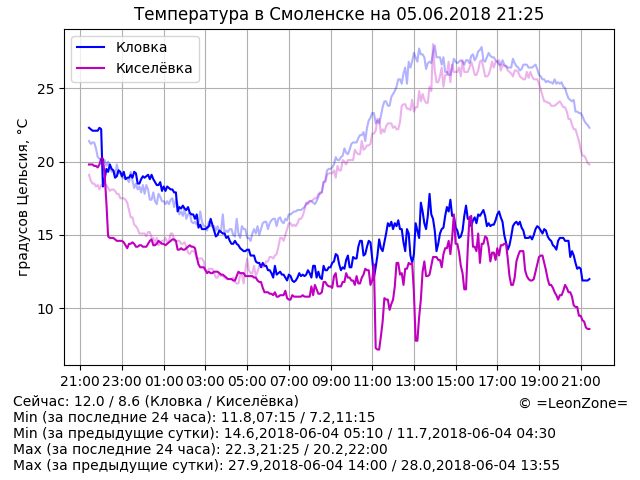 Температура в Смоленске на 05.06.2018 21:25
Кловка
Киселёвка
градусов Цельсия, °C
25
20
15
10
21:00 23:00 01:00 03:00 05:00 07:00 09:00 11:00 13:00 15:00 17:00 19:00 21:00
Сейчас: 12.0 / 8.6 (Кловка / Киселёвка)
© =LeonZone=
Min (за последние 24 часа): 11.8,07:15 / 7.2,11:15
Min (за предыдущие сутки): 14.6,2018-06-04 05:10 / 11.7,2018-06-04 04:30
Max (за последние 24 часа): 22.3,21:25 / 20.2,22:00
Max (за предыдущие сутки): 27.9,2018-06-04 14:00 / 28.0,2018-06-04 13:55